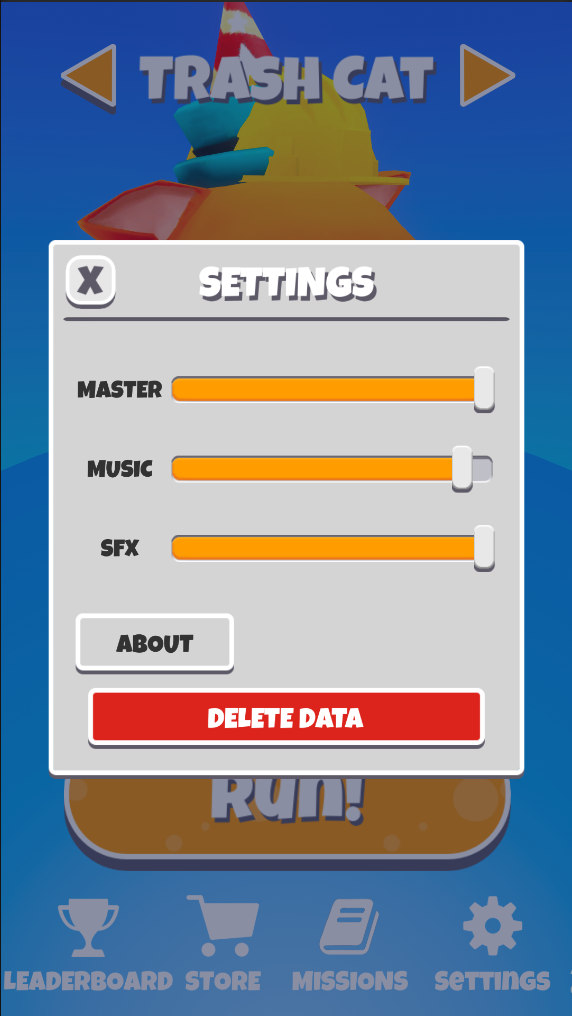 TRASH CAT
X
SETTINGS
MASTER
MUSIC
SFX
ABOUT
DELETE DATA
Run!
LEADERBOARD STORE MISSIONS SETTINGS